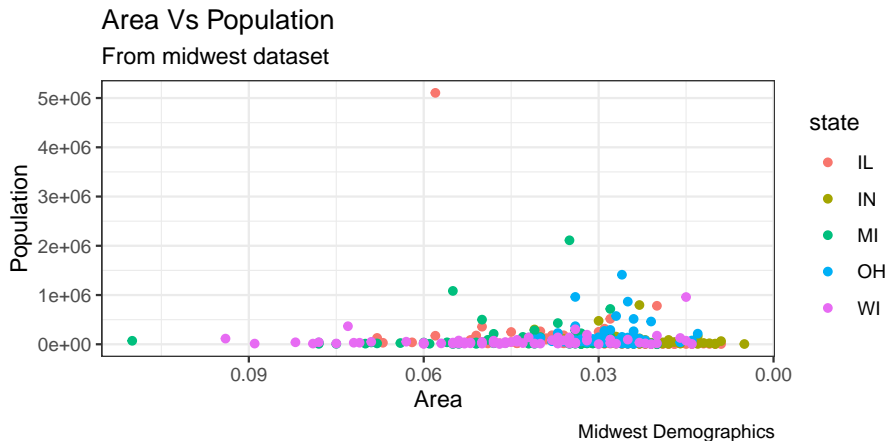 Area Vs Population
From midwest dataset
Population
5e+06
4e+06
3e+06
2e+06
1e+06
0e+00
0.09
0.06
0.03
0.00
Area
state
IL
IN
MI
OH
WI
Midwest Demographics